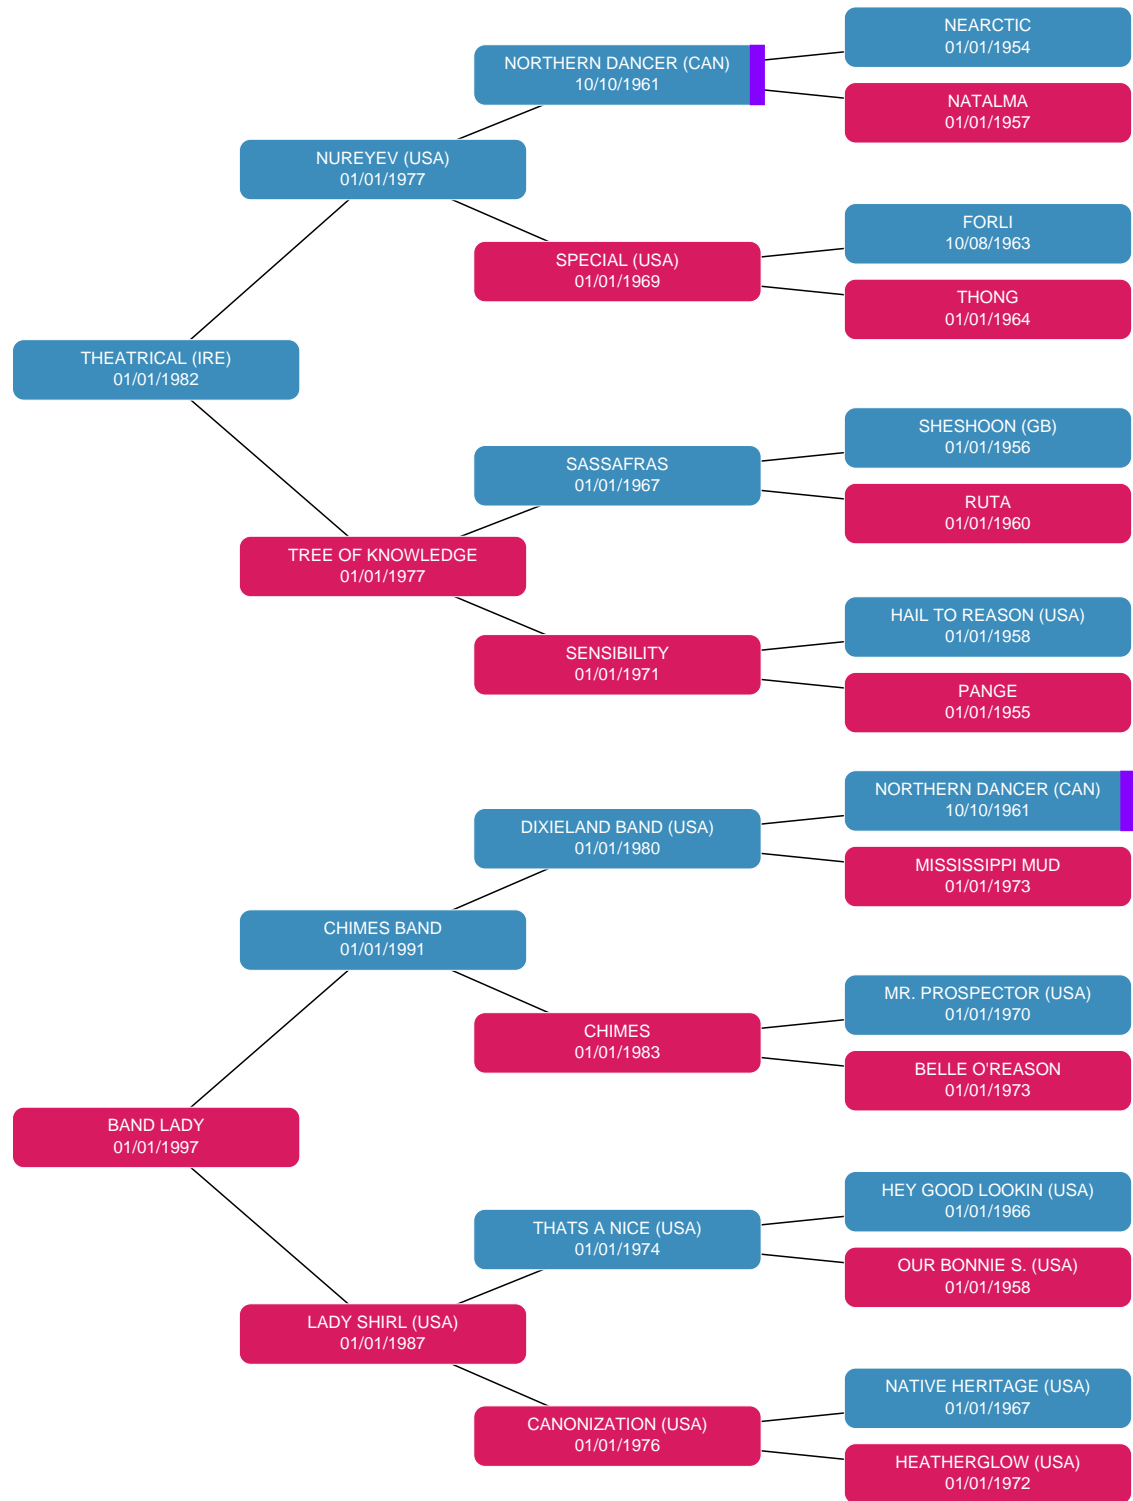 NEARCTIC
01/01/1954
NORTHERN DANCER (CAN)
10/10/1961
NATALMA
01/01/1957
NUREYEV (USA)
01/01/1977
FORLI
10/08/1963
SPECIAL (USA)
01/01/1969
THONG
01/01/1964
THEATRICAL (IRE)
01/01/1982
SHESHOON (GB)
01/01/1956
SASSAFRAS
01/01/1967
RUTA
01/01/1960
TREE OF KNOWLEDGE
01/01/1977
HAIL TO REASON (USA)
01/01/1958
SENSIBILITY
01/01/1971
PANGE
01/01/1955
NORTHERN DANCER (CAN)
10/10/1961
DIXIELAND BAND (USA)
01/01/1980
MISSISSIPPI MUD
01/01/1973
CHIMES BAND
01/01/1991
MR. PROSPECTOR (USA)
01/01/1970
CHIMES
01/01/1983
BELLE O'REASON
01/01/1973
BAND LADY
01/01/1997
HEY GOOD LOOKIN (USA)
01/01/1966
THATS A NICE (USA)
01/01/1974
OUR BONNIE S. (USA)
01/01/1958
LADY SHIRL (USA)
01/01/1987
NATIVE HERITAGE (USA)
01/01/1967
CANONIZATION (USA)
01/01/1976
HEATHERGLOW (USA)
01/01/1972